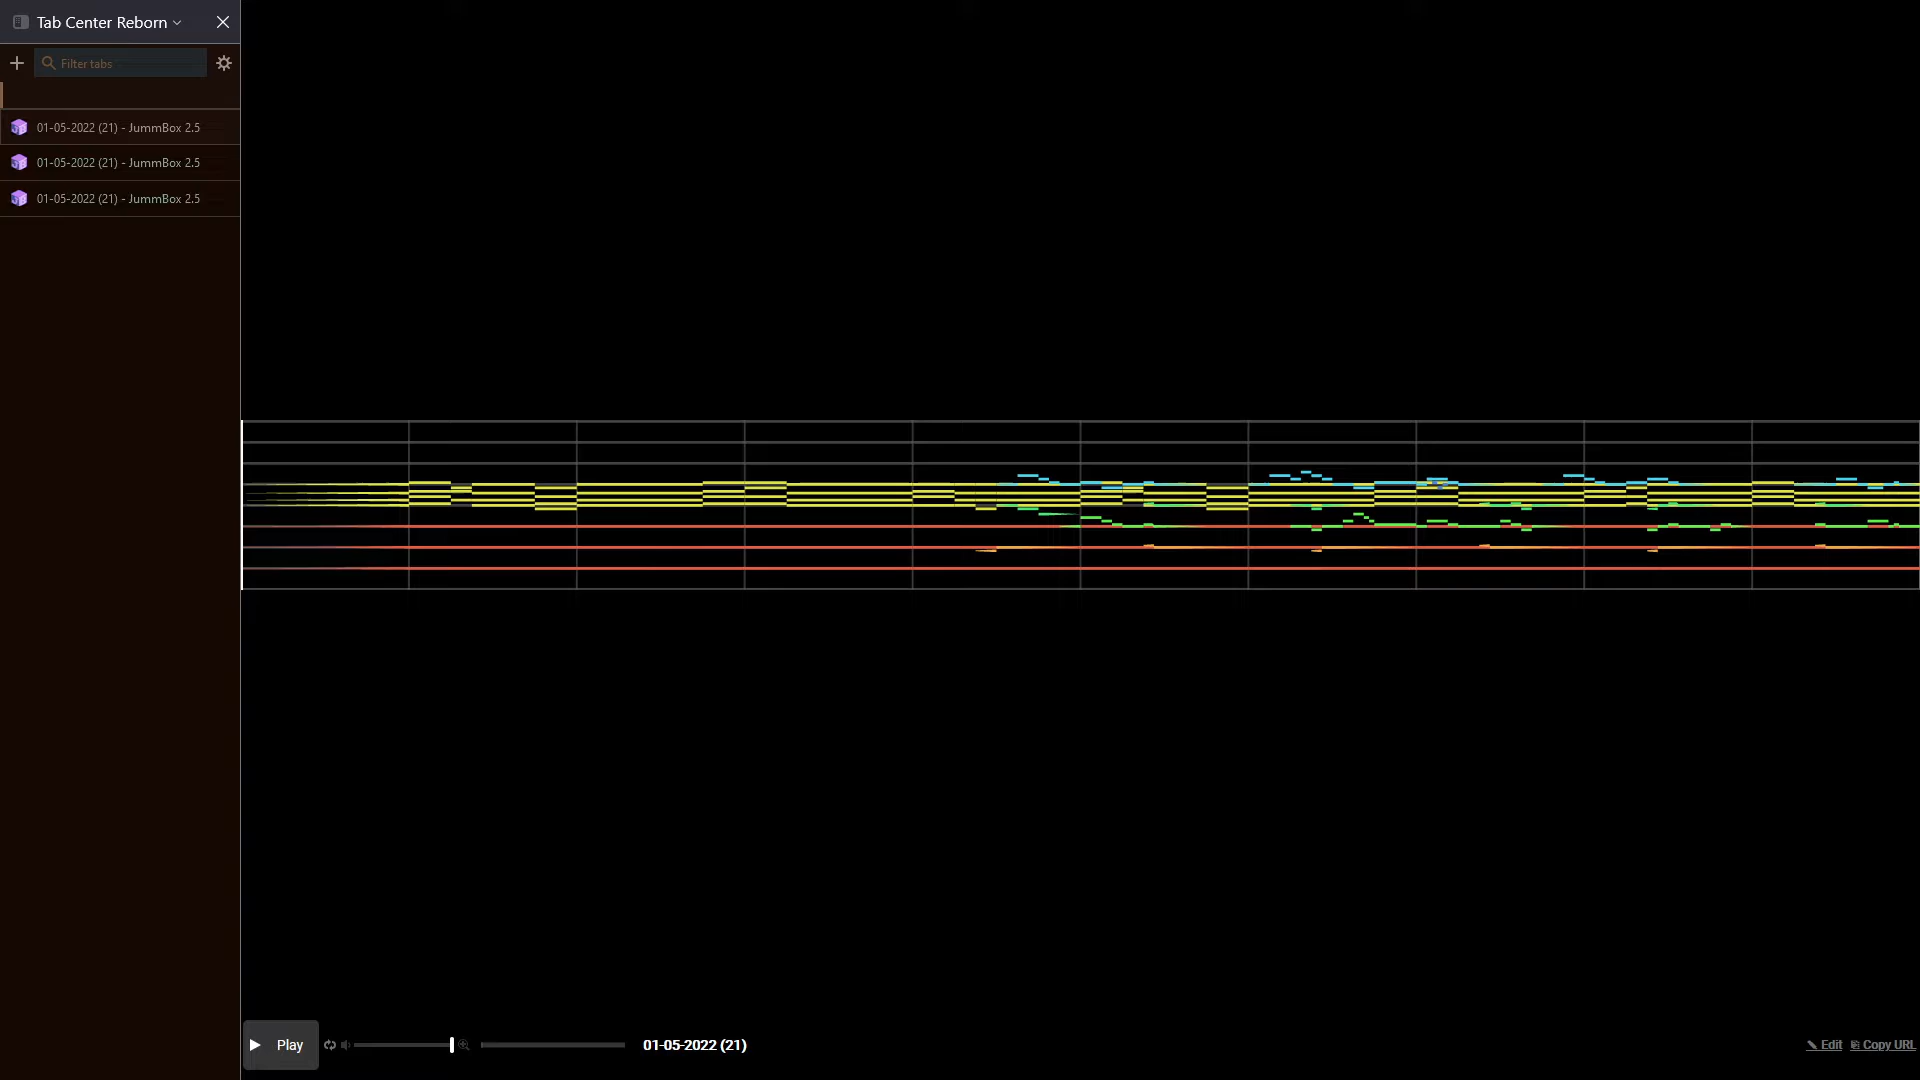 Tab Center Reborn
Filter tabs
01-05-2022 (21) - JummBox 2.5
01-05-2022 (21) - JummBox 2.5
01-05-2022 (21) - JummBox 2.5
Play
01-05-2022 (21)
Edit
Copy URL